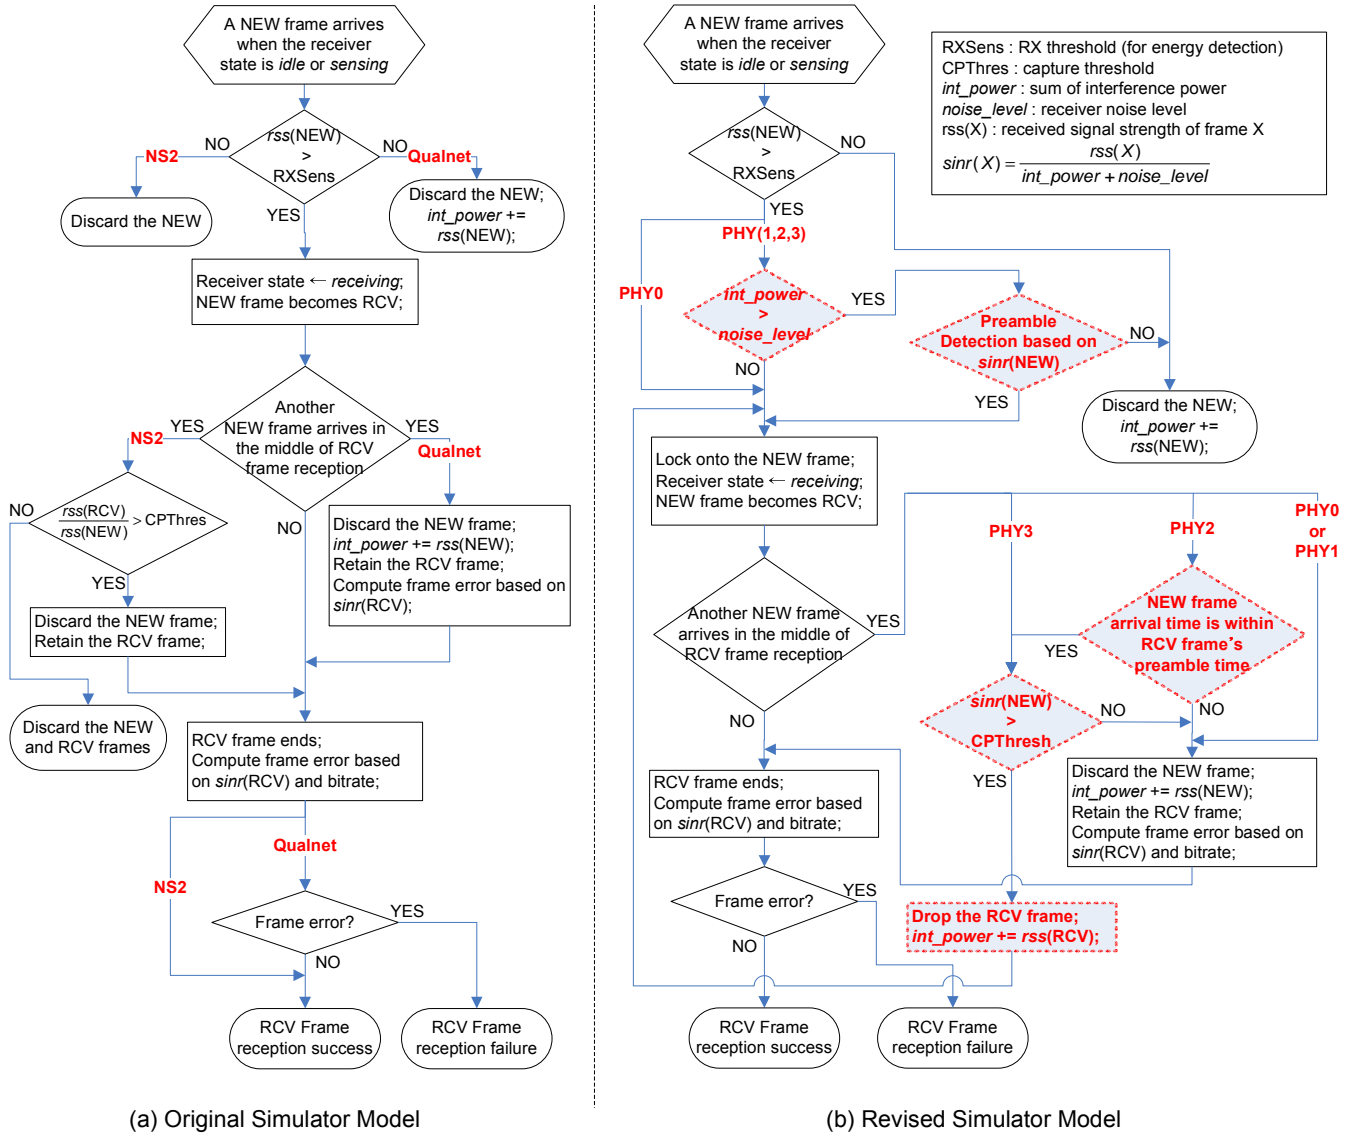 A NEW frame arrives
when the receiver
state is idle or sensing
rss(NEW)
>
RXSens
NO
NO
NS2
Qualnet
Discard the NEW
Discard the NEW;
int_power +=
rss(NEW);
YES
Receiver state ← receiving;
NEW frame becomes RCV;
Another
NEW frame arrives in
the middle of RCV
frame reception
YES
YES
NS2
Qualnet
rss(RCV)
rss(NEW)
> CPThres
NO
YES
NO
Discard the NEW frame;
int_power += rss(NEW);
Retain the RCV frame;
Compute frame error based on
sinr(RCV);
Discard the NEW frame;
Retain the RCV frame;
Discard the NEW
and RCV frames
RCV frame ends;
Compute frame error based
on sinr(RCV) and bitrate;
Qualnet
NS2
Frame error?
YES
NO
RCV Frame
reception success
RCV Frame
reception failure
(a) Original Simulator Model
A NEW frame arrives
when the receiver
state is idle or sensing
RXSens : RX threshold (for energy detection)
CPThres : capture threshold
int_power : sum of interference power
noise_level : receiver noise level
rss(X) : received signal strength of frame X
sinr(X) = rss(X)
int_power + noise_level
rss(NEW)
>
RXSens
NO
YES
PHY(1,2,3)
PHY0
int_power
>
noise_level
YES
NO
Preamble
Detection based on
sinr(NEW)
NO
YES
Discard the NEW;
int_power +=
rss(NEW);
Lock onto the NEW frame;
Receiver state ← receiving;
NEW frame becomes RCV;
PHY3
PHY2
PHY0
or
PHY1
Another NEW frame
arrives in the middle of
RCV frame reception
YES
NO
NEW frame
arrival time is within
RCV frame's
preamble time
YES
NO
sinr(NEW)
>
CPThresh
NO
YES
RCV frame ends;
Compute frame error based
on sinr(RCV) and bitrate;
Discard the NEW frame;
int_power += rss(NEW);
Retain the RCV frame;
Compute frame error based on
sinr(RCV) and bitrate;
Frame error?
YES
NO
Drop the RCV frame;
int_power += rss(RCV);
RCV Frame
reception success
RCV Frame
reception failure
(b) Revised Simulator Model